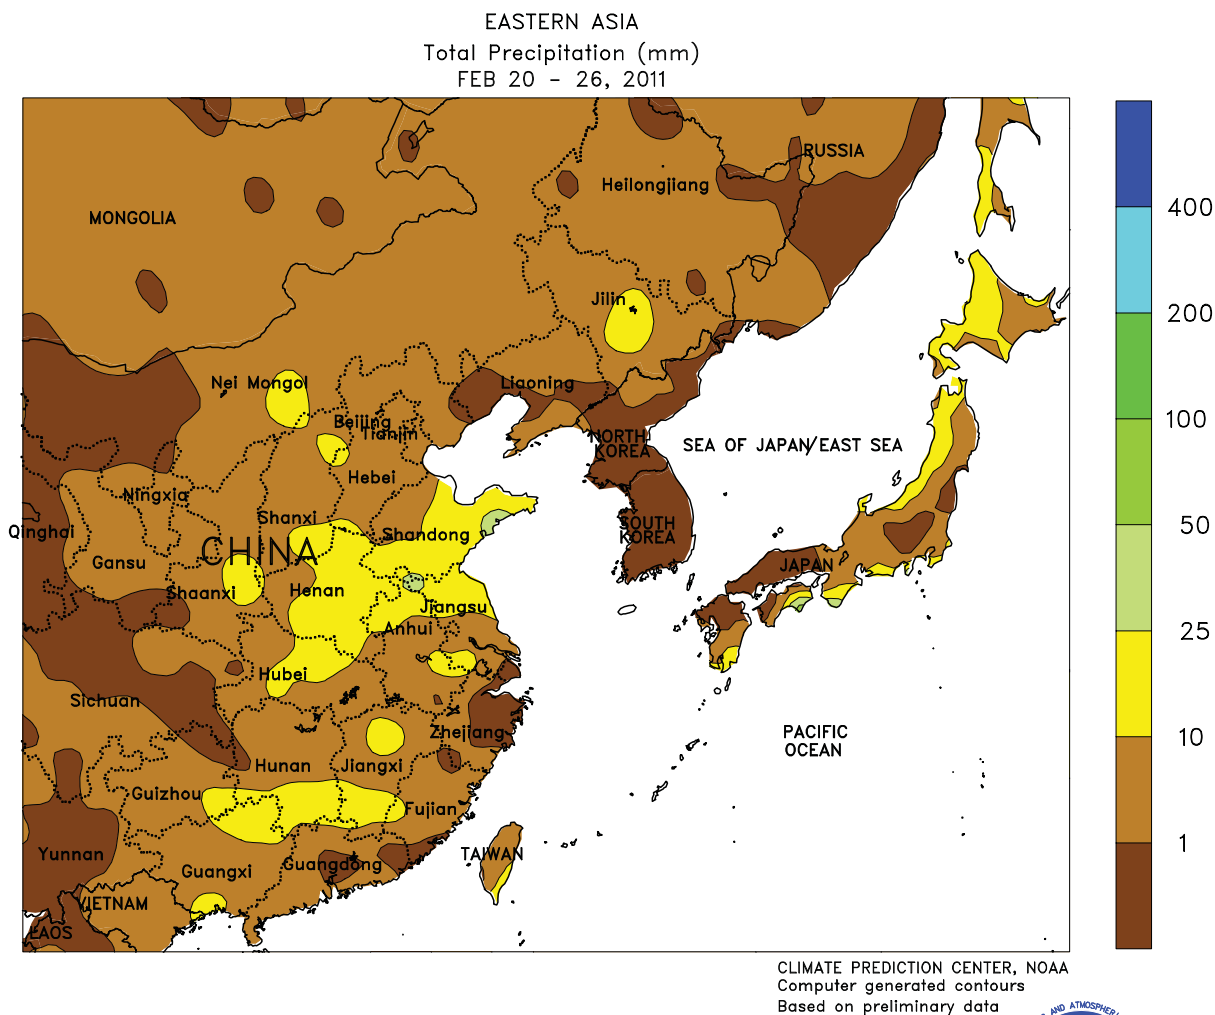 EASTERN ASIA
Total Precipitation (mm)
FEB 20 - 26, 2011
RUSSIA
Heilongjiang
MONGOLIA
400
Jilin
200
Nei Mongol
Liaoning
100
Beijing
Tianjin
NORTH
KOREA
SEA OF JAPAN/EAST SEA
Hebei
Ningxia
Shanxi
Qinghai
SOUTH
KOREA
50
Shandong
CHINA
Gansu
JAPAN
Shaanxi
Henan
Jiangsu
Anhui
25
Hubei
Sichuan
Zhejiang
PACIFIC
OCEAN
10
Hunan
Jiangxi
Guizhou
Fujian
1
Yunnan
TAIWAN
Guangxi
Guangdong
VIETNAM
LAOS
CLIMATE PREDICTION CENTER, NOAA
Computer generated contours
Based on preliminary data
AND ATMOSPHER